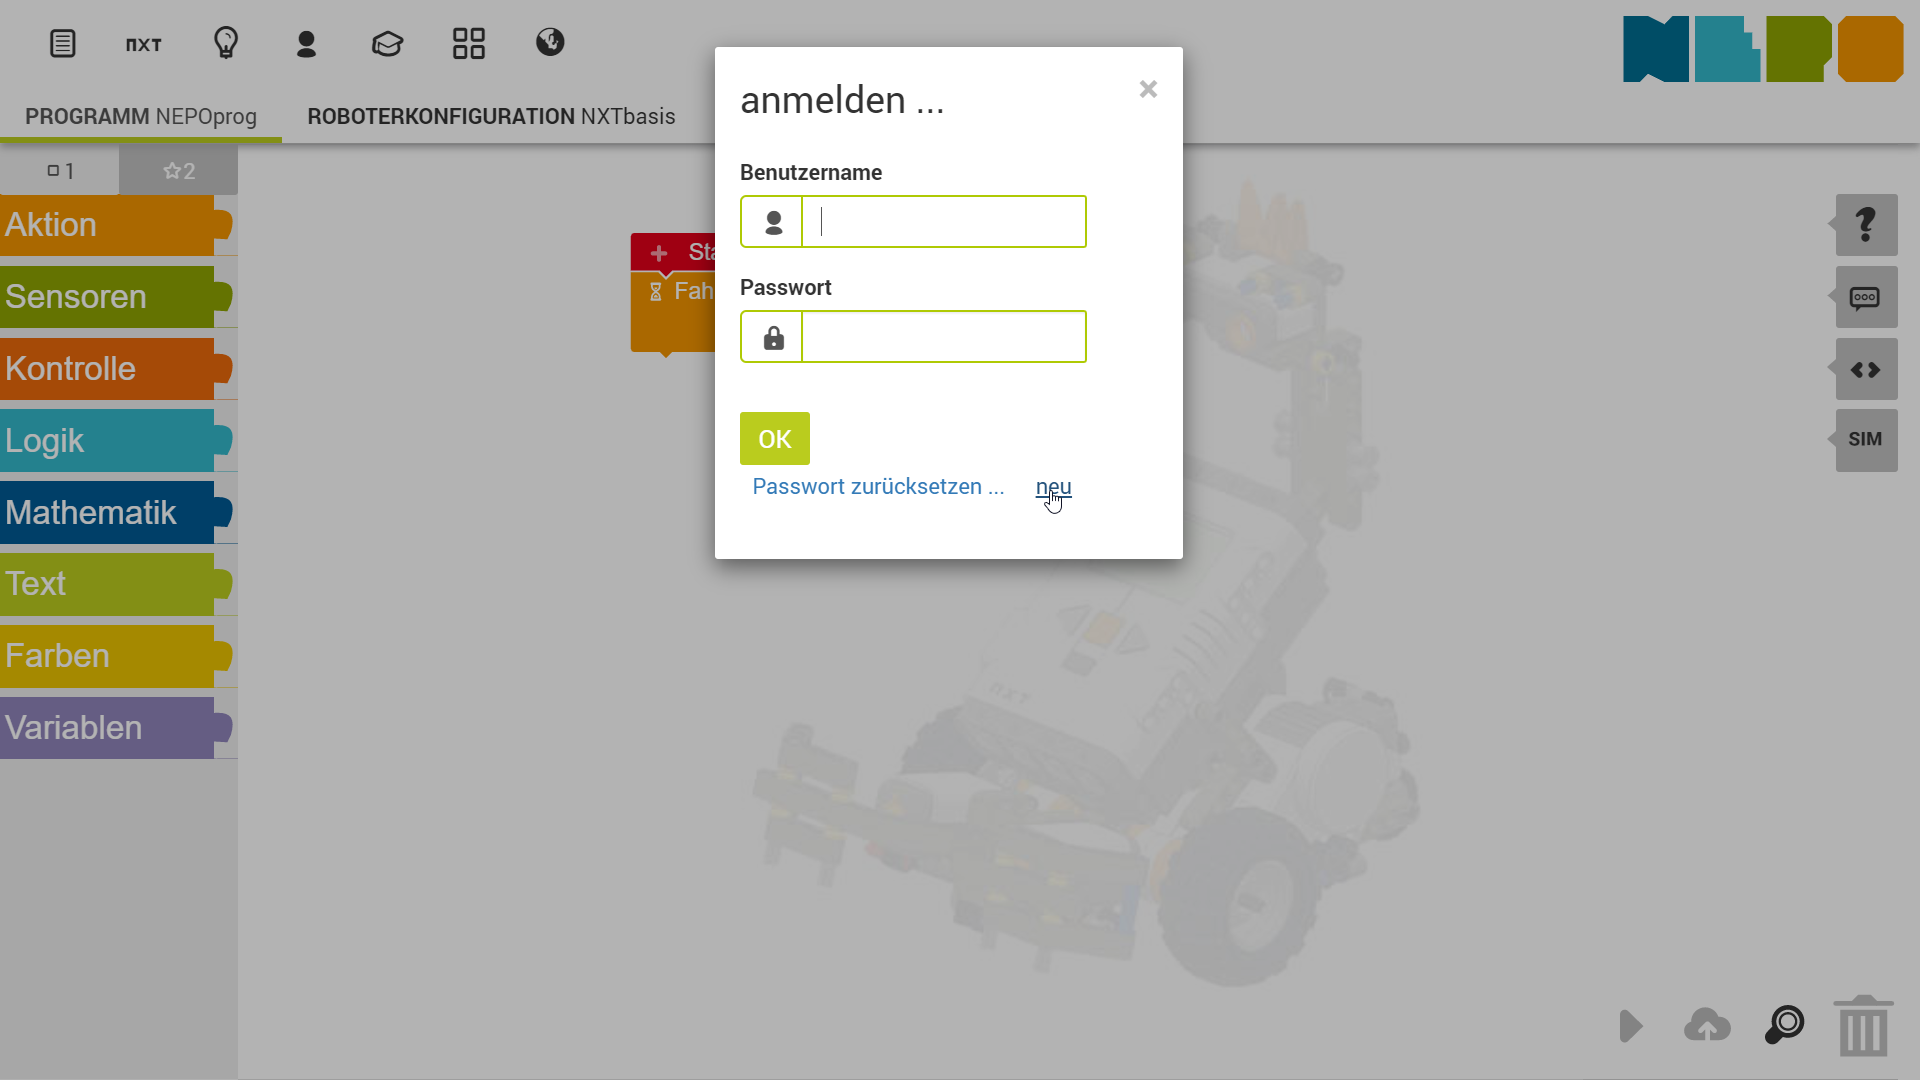 nxt
PROGRAMM NEPOprog
ROBOTERKONFIGURATION NXTbasis
1
2
Aktion
Sensoren
Kontrolle
Logik
Mathematik
Text
Farben
Variablen
+ Sta
Fah
anmelden ...
×
Benutzername
Passwort
OK
Passwort zurücksetzen ...
neu
?
SIM
NXT